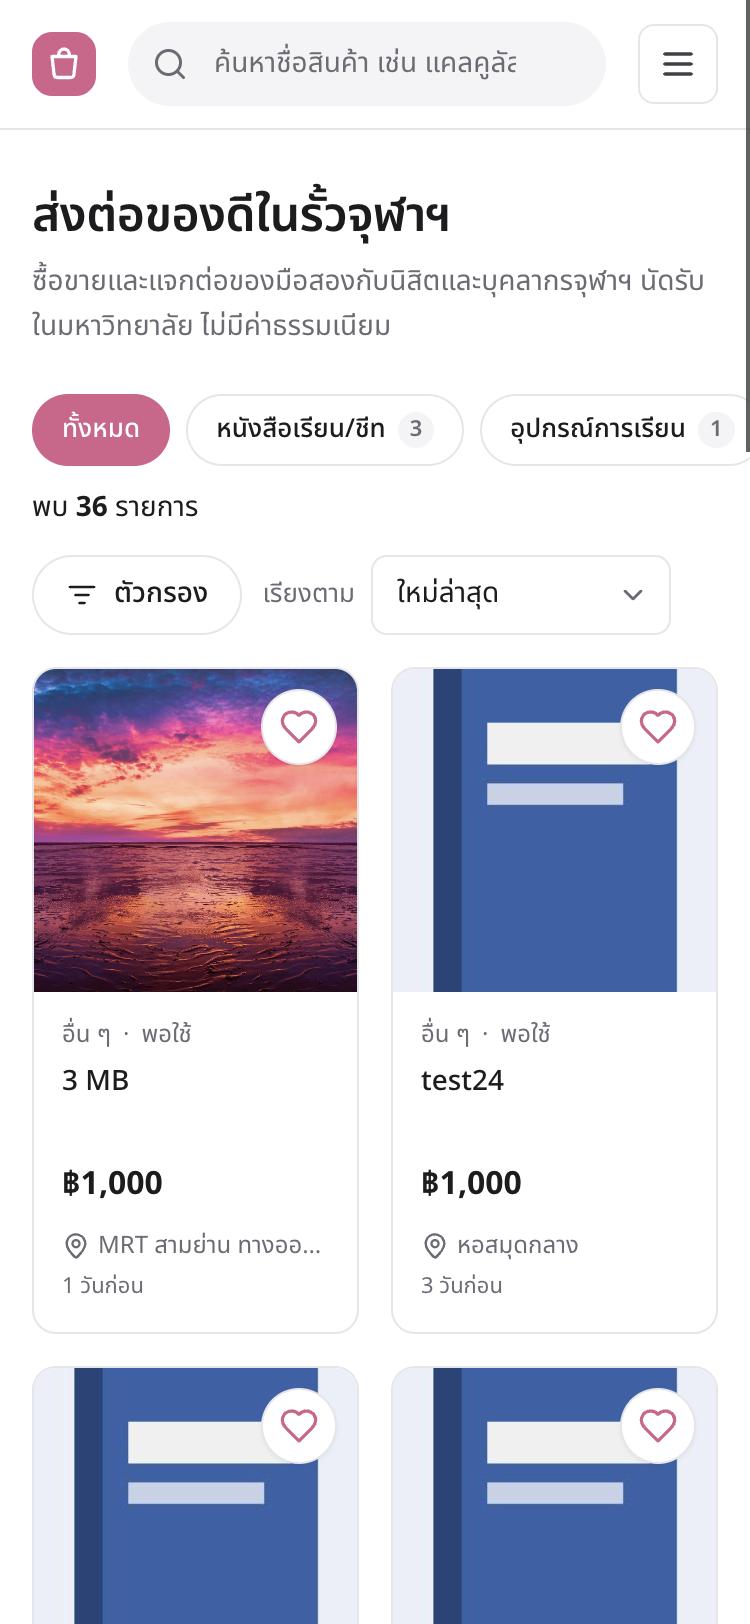 ค้นหาชื่อสินค้า เช่น แคลคูลัส
ส่งต่อของดีในรั้วจุฬาฯ
ซื้อขายและแจกต่อของมือสองกับนิสิตและบุคลากรจุฬาฯ นัดรับ
ในมหาวิทยาลัย ไม่มีค่าธรรมเนียม
ทั้งหมด หนังสือเรียน/ชีท 3 อุปกรณ์การเรียน 1
พบ 36 รายการ
ตัวกรอง เรียงตาม ใหม่ล่าสุด
อื่น ๆ · พอใช้
3 MB
฿1,000
MRT สามย่าน ทางออ...
1 วันก่อน
อื่น ๆ · พอใช้
test24
฿1,000
หอสมุดกลาง
3 วันก่อน